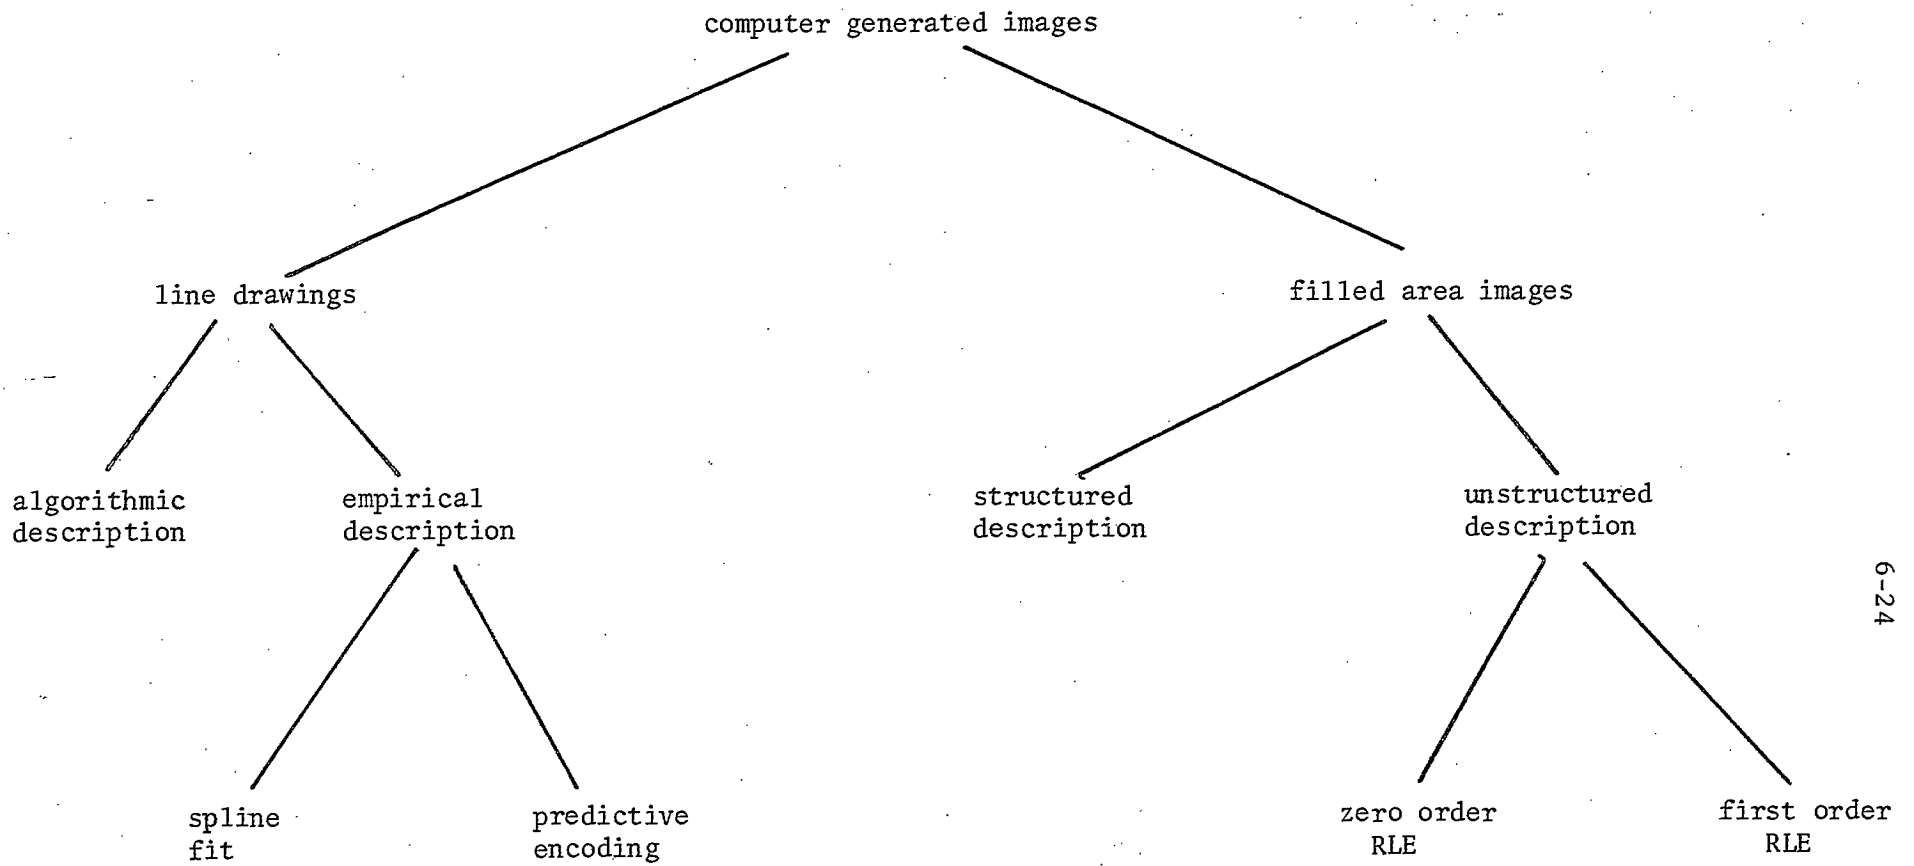 computer generated images
line drawings
filled area images
algorithmic
description
empirical
description
structured
description
unstructured
description
6-24
spline
fit
predictive
encoding
zero order
RLE
first order
RLE